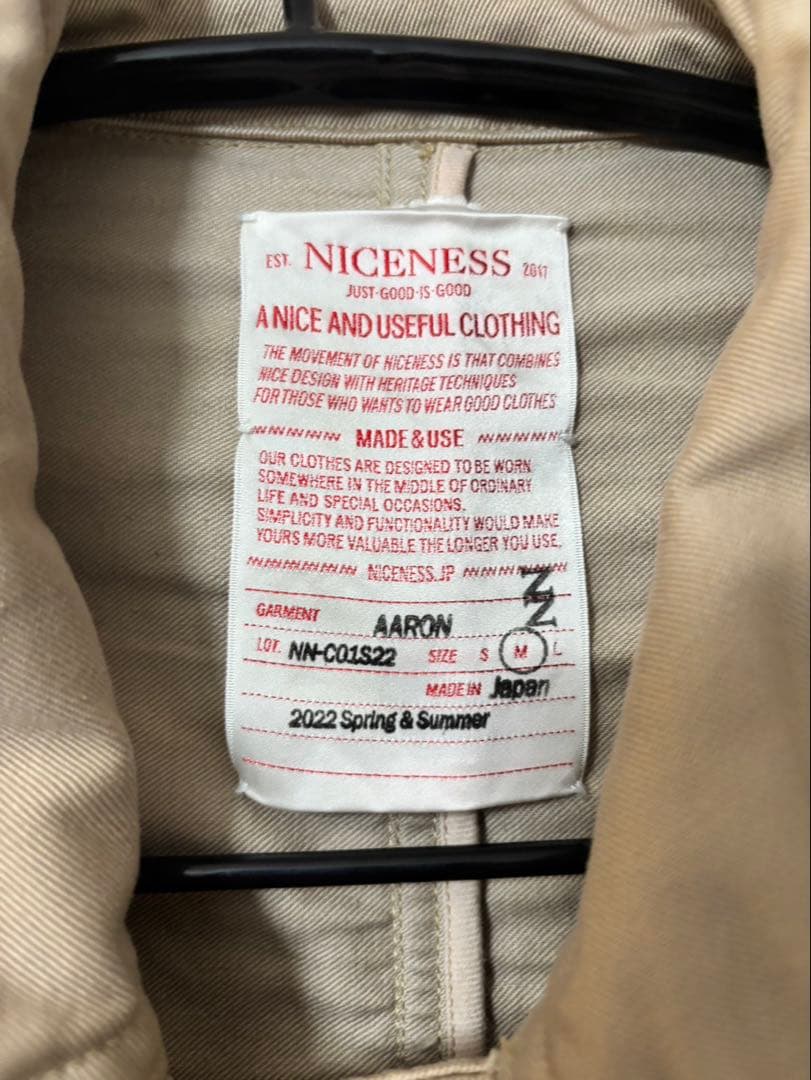 EST. NICENESS 2017
JUST·GOOD·IS·GOOD
A NICE AND USEFUL CLOTHING
THE MOVEMENT OF NICENESS IS THAT COMBINES
NICE DESIGN WITH HERITAGE TECHNIQUES
FOR THOSE WHO WANTS TO WEAR GOOD CLOTHES
MADE & USE
OUR CLOTHES ARE DESIGNED TO BE WORN
SOMEWHERE IN THE MIDDLE OF ORDINARY
LIFE AND SPECIAL OCCASIONS.
SIMPLICITY AND FUNCTIONALITY WOULD MAKE
YOURS MORE VALUABLE THE LONGER YOU USE.
NICENESS.JP
NN
GARMENT AARON
LOT. NN-C01S22 SIZE S M L
MADE IN Japan
2022 Spring & Summer